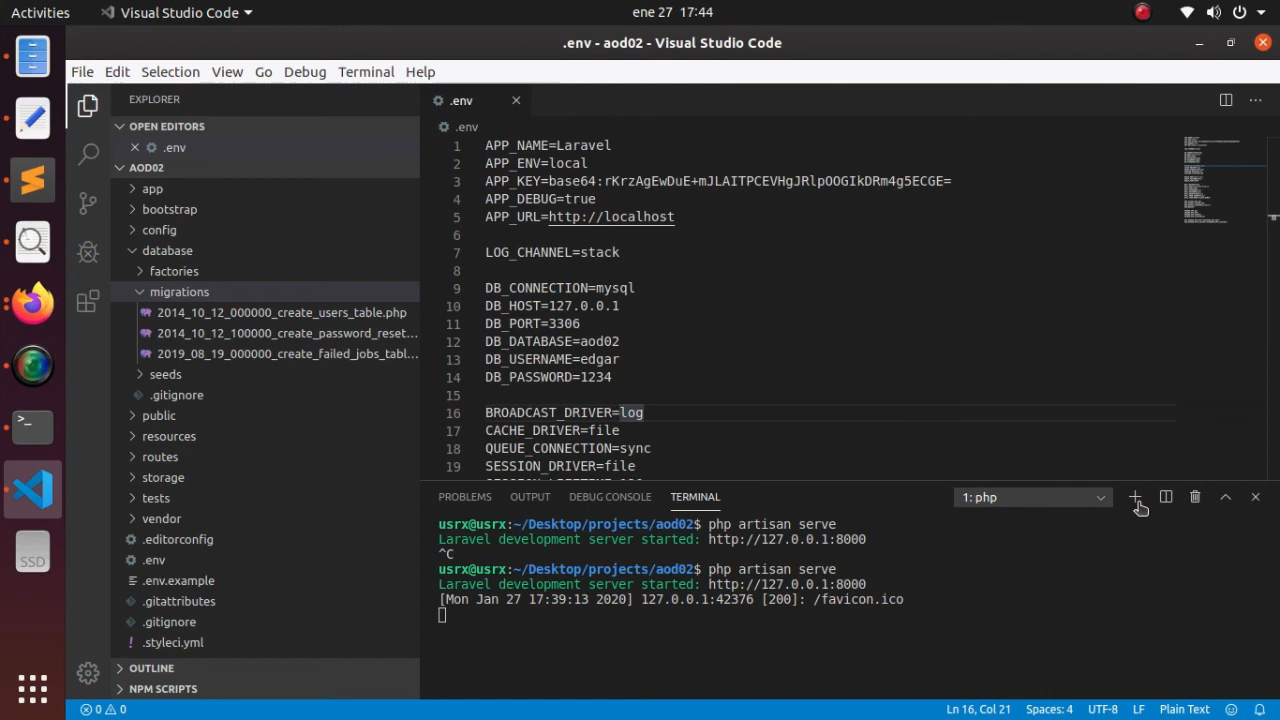 Activities
Visual Studio Code
ene 27 17:44
.env - aod02 - Visual Studio Code
File Edit Selection View Go Debug Terminal Help
EXPLORER
OPEN EDITORS
.env
AOD02
app
bootstrap
config
database
factories
migrations
2014_10_12_000000_create_users_table.php
2014_10_12_100000_create_password_reset...
2019_08_19_000000_create_failed_jobs_tabl...
seeds
.gitignore
public
resources
routes
storage
tests
vendor
.editorconfig
.env
.env.example
.gitattributes
.gitignore
.styleci.yml
OUTLINE
NPM SCRIPTS
.env
.env
1 APP_NAME=Laravel
2 APP_ENV=local
3 APP_KEY=base64:rKrzAgEwDuE+mJLAITPCEVHgJRlpOOGIkDRm4g5ECGE=
4 APP_DEBUG=true
5 APP_URL=http://localhost
6
7 LOG_CHANNEL=stack
8
9 DB_CONNECTION=mysql
10 DB_HOST=127.0.0.1
11 DB_PORT=3306
12 DB_DATABASE=aod02
13 DB_USERNAME=edgar
14 DB_PASSWORD=1234
15
16 BROADCAST_DRIVER=log
17 CACHE_DRIVER=file
18 QUEUE_CONNECTION=sync
19 SESSION_DRIVER=file
PROBLEMS OUTPUT DEBUG CONSOLE TERMINAL
1: php
usrx@usrx:~/Desktop/projects/aod02$ php artisan serve
Laravel development server started: http://127.0.0.1:8000
^C
usrx@usrx:~/Desktop/projects/aod02$ php artisan serve
Laravel development server started: http://127.0.0.1:8000
[Mon Jan 27 17:39:13 2020] 127.0.0.1:42376 [200]: /favicon.ico
SSD
0 0
Ln 16, Col 21 Spaces: 4 UTF-8 LF Plain Text